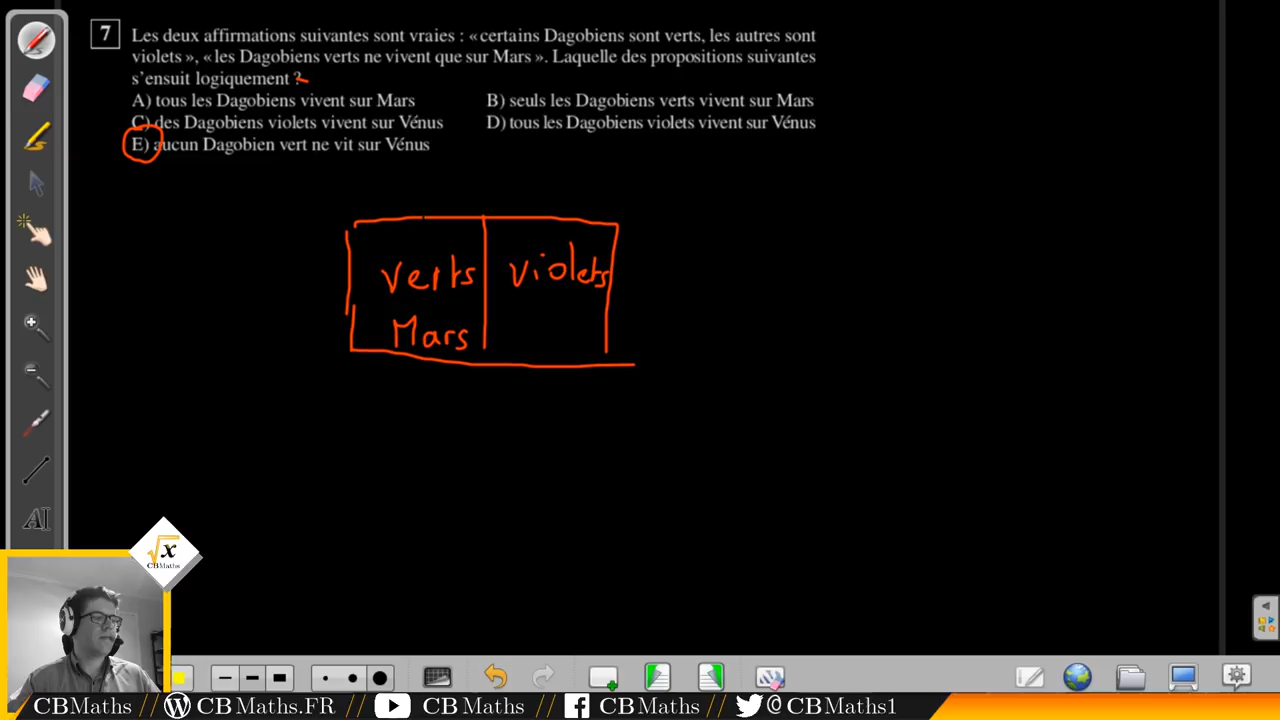 7 Les deux affirmations suivantes sont vraies : « certains Dagobiens sont verts, les autres sont
violets », « les Dagobiens verts ne vivent que sur Mars ». Laquelle des propositions suivantes
s'ensuit logiquement ?
A) tous les Dagobiens vivent sur Mars B) seuls les Dagobiens verts vivent sur Mars
C) des Dagobiens violets vivent sur Vénus D) tous les Dagobiens violets vivent sur Vénus
E) aucun Dagobien vert ne vit sur Vénus
verts violets
Mars
AI
√x
CBMaths
CBMaths CBMaths.FR CBMaths CBMaths @CBMaths1